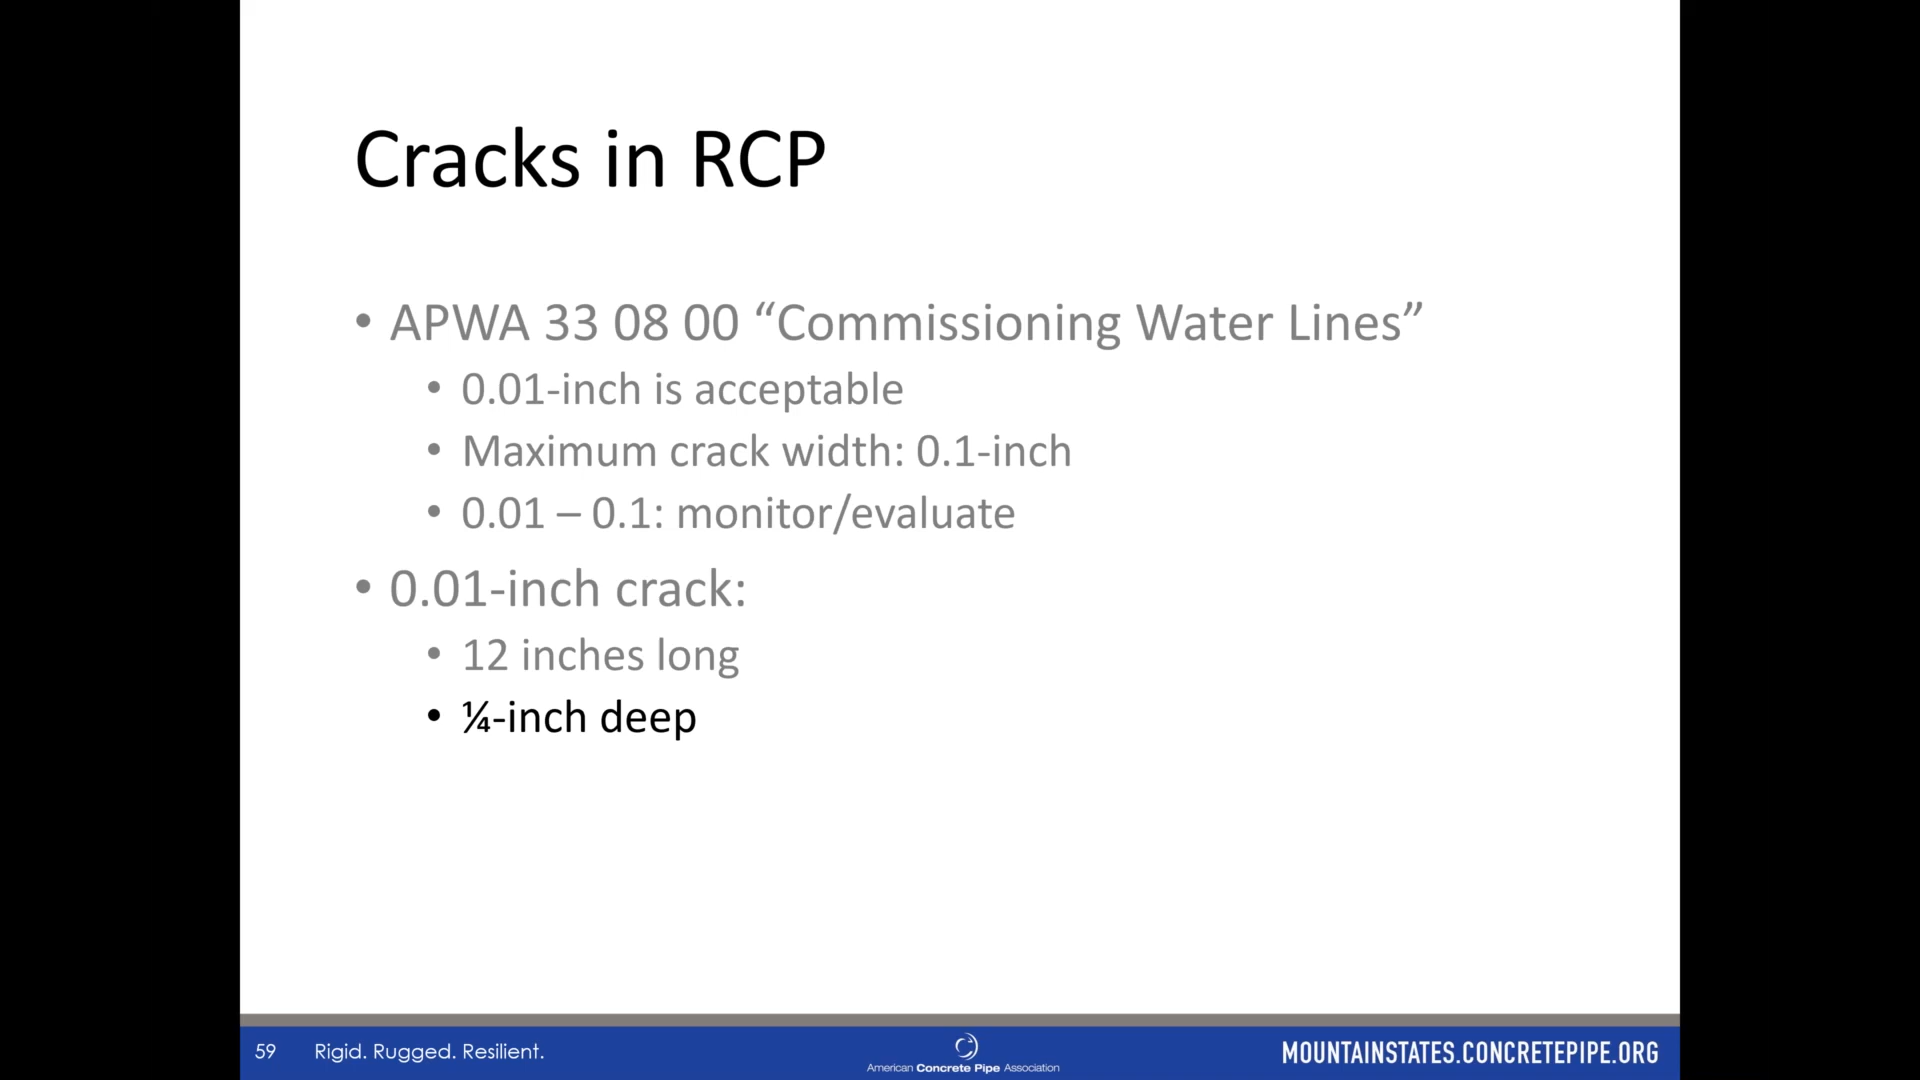 Cracks in RCP
• APWA 33 08 00 “Commissioning Water Lines”
• 0.01-inch is acceptable
• Maximum crack width: 0.1-inch
• 0.01 – 0.1: monitor/evaluate
• 0.01-inch crack:
• 12 inches long
• ¼-inch deep
59 Rigid. Rugged. Resilient.
American Concrete Pipe Association
MOUNTAINSTATES.CONCRETEPIPE.ORG